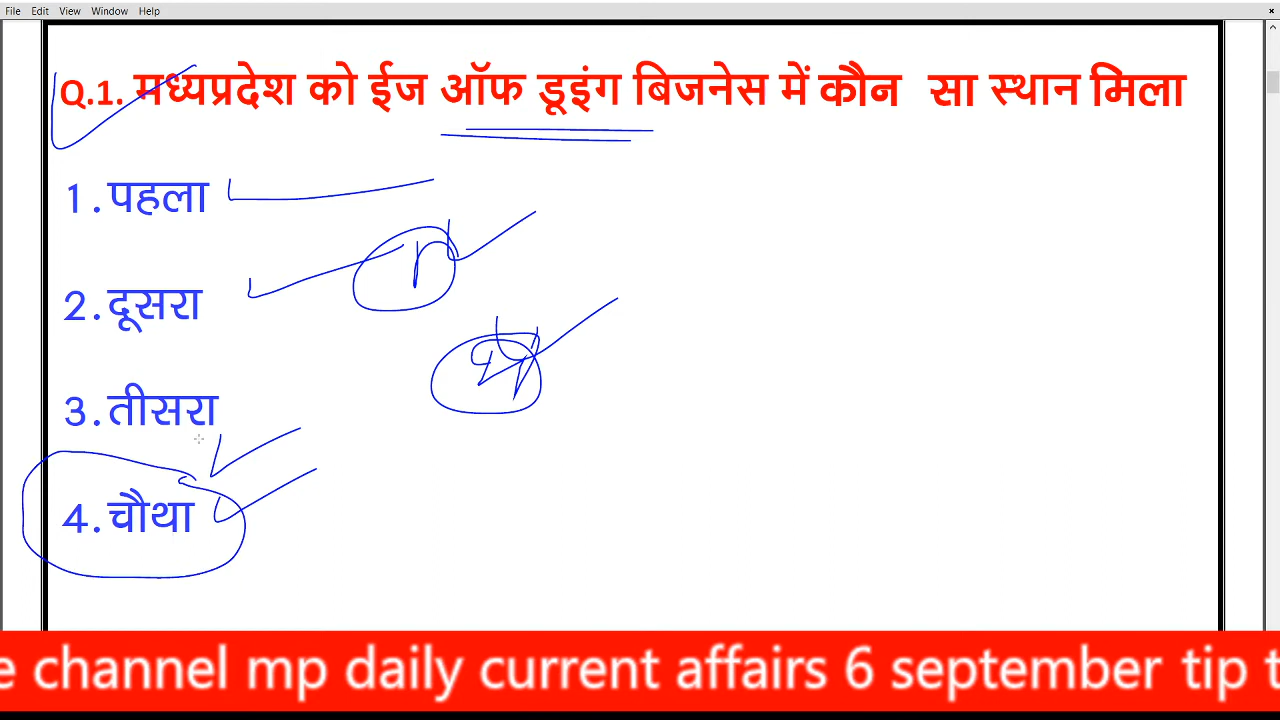 File Edit View Window Help
Q.1. मध्यप्रदेश को ईज ऑफ डूइंग बिजनेस में कौन सा स्थान मिला
1. पहला
2. दूसरा
3. तीसरा
4. चौथा
e channel mp daily current affairs 6 september tip t